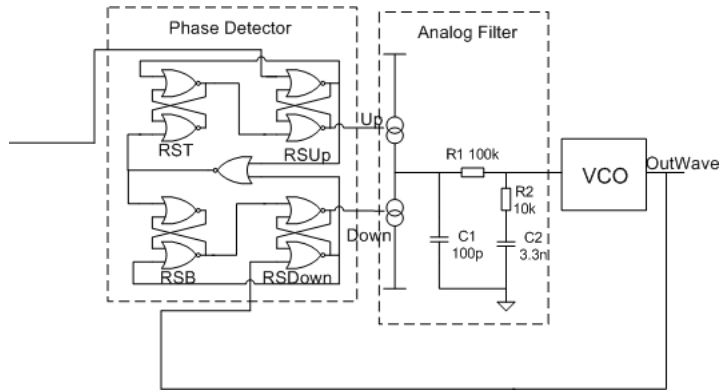 Phase Detector
Analog Filter
Up
RST
RSUp
R1 100k
OutWave
VCO
R2
10k
Down
C1
100p
C2
3.3n
RSB
RSDown